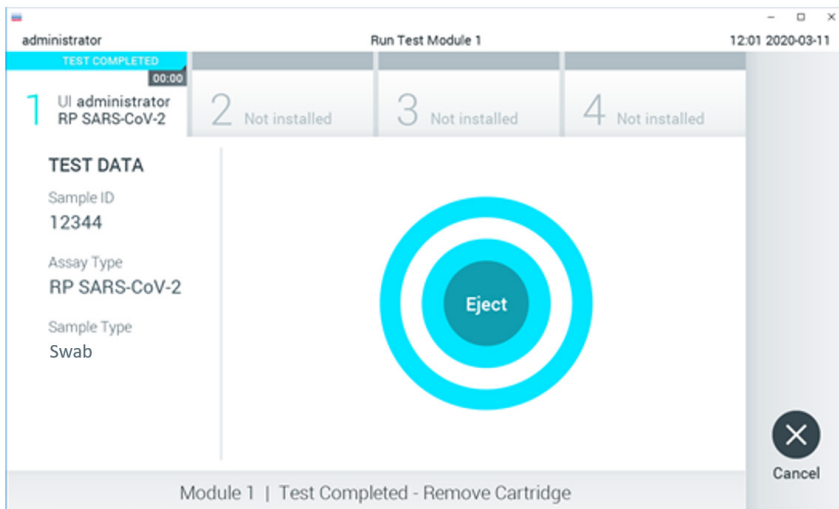 administrator
Run Test Module 1
12:01 2020-03-11
TEST COMPLETED
00:00
1
UI administrator
RP SARS-CoV-2
2 Not installed
3 Not installed
4 Not installed
TEST DATA
Sample ID
12344
Assay Type
RP SARS-CoV-2
Sample Type
Swab
Eject
Cancel
Module 1 | Test Completed - Remove Cartridge